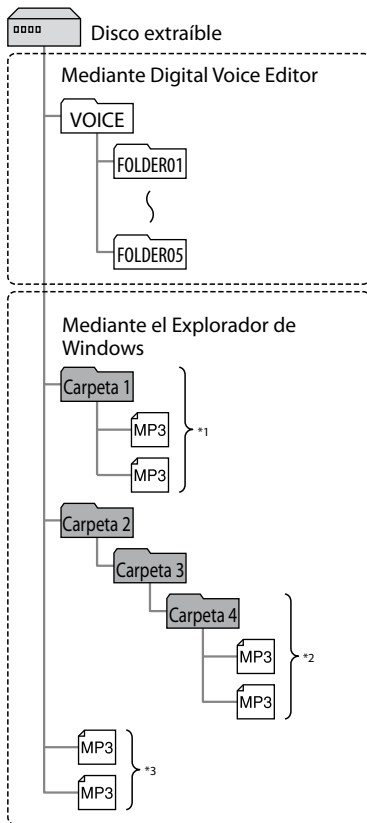 Disco extraíble
Mediante Digital Voice Editor
VOICE
FOLDER01
FOLDER05
Mediante el Explorador de
Windows
Carpeta 1
MP3
*1
MP3
Carpeta 2
Carpeta 3
Carpeta 4
MP3
*2
MP3
MP3
*3
MP3